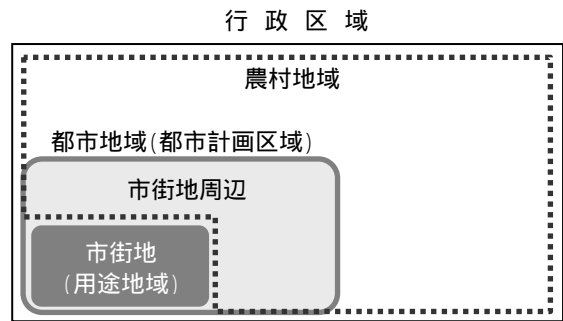 行政区域
農村地域
都市地域(都市計画区域)
市街地周辺
市街地
(用途地域)